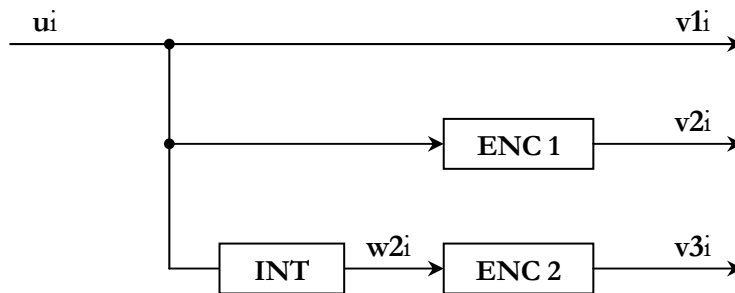 ui
v1i
v2i
ENC 1
w2i
v3i
INT
ENC 2